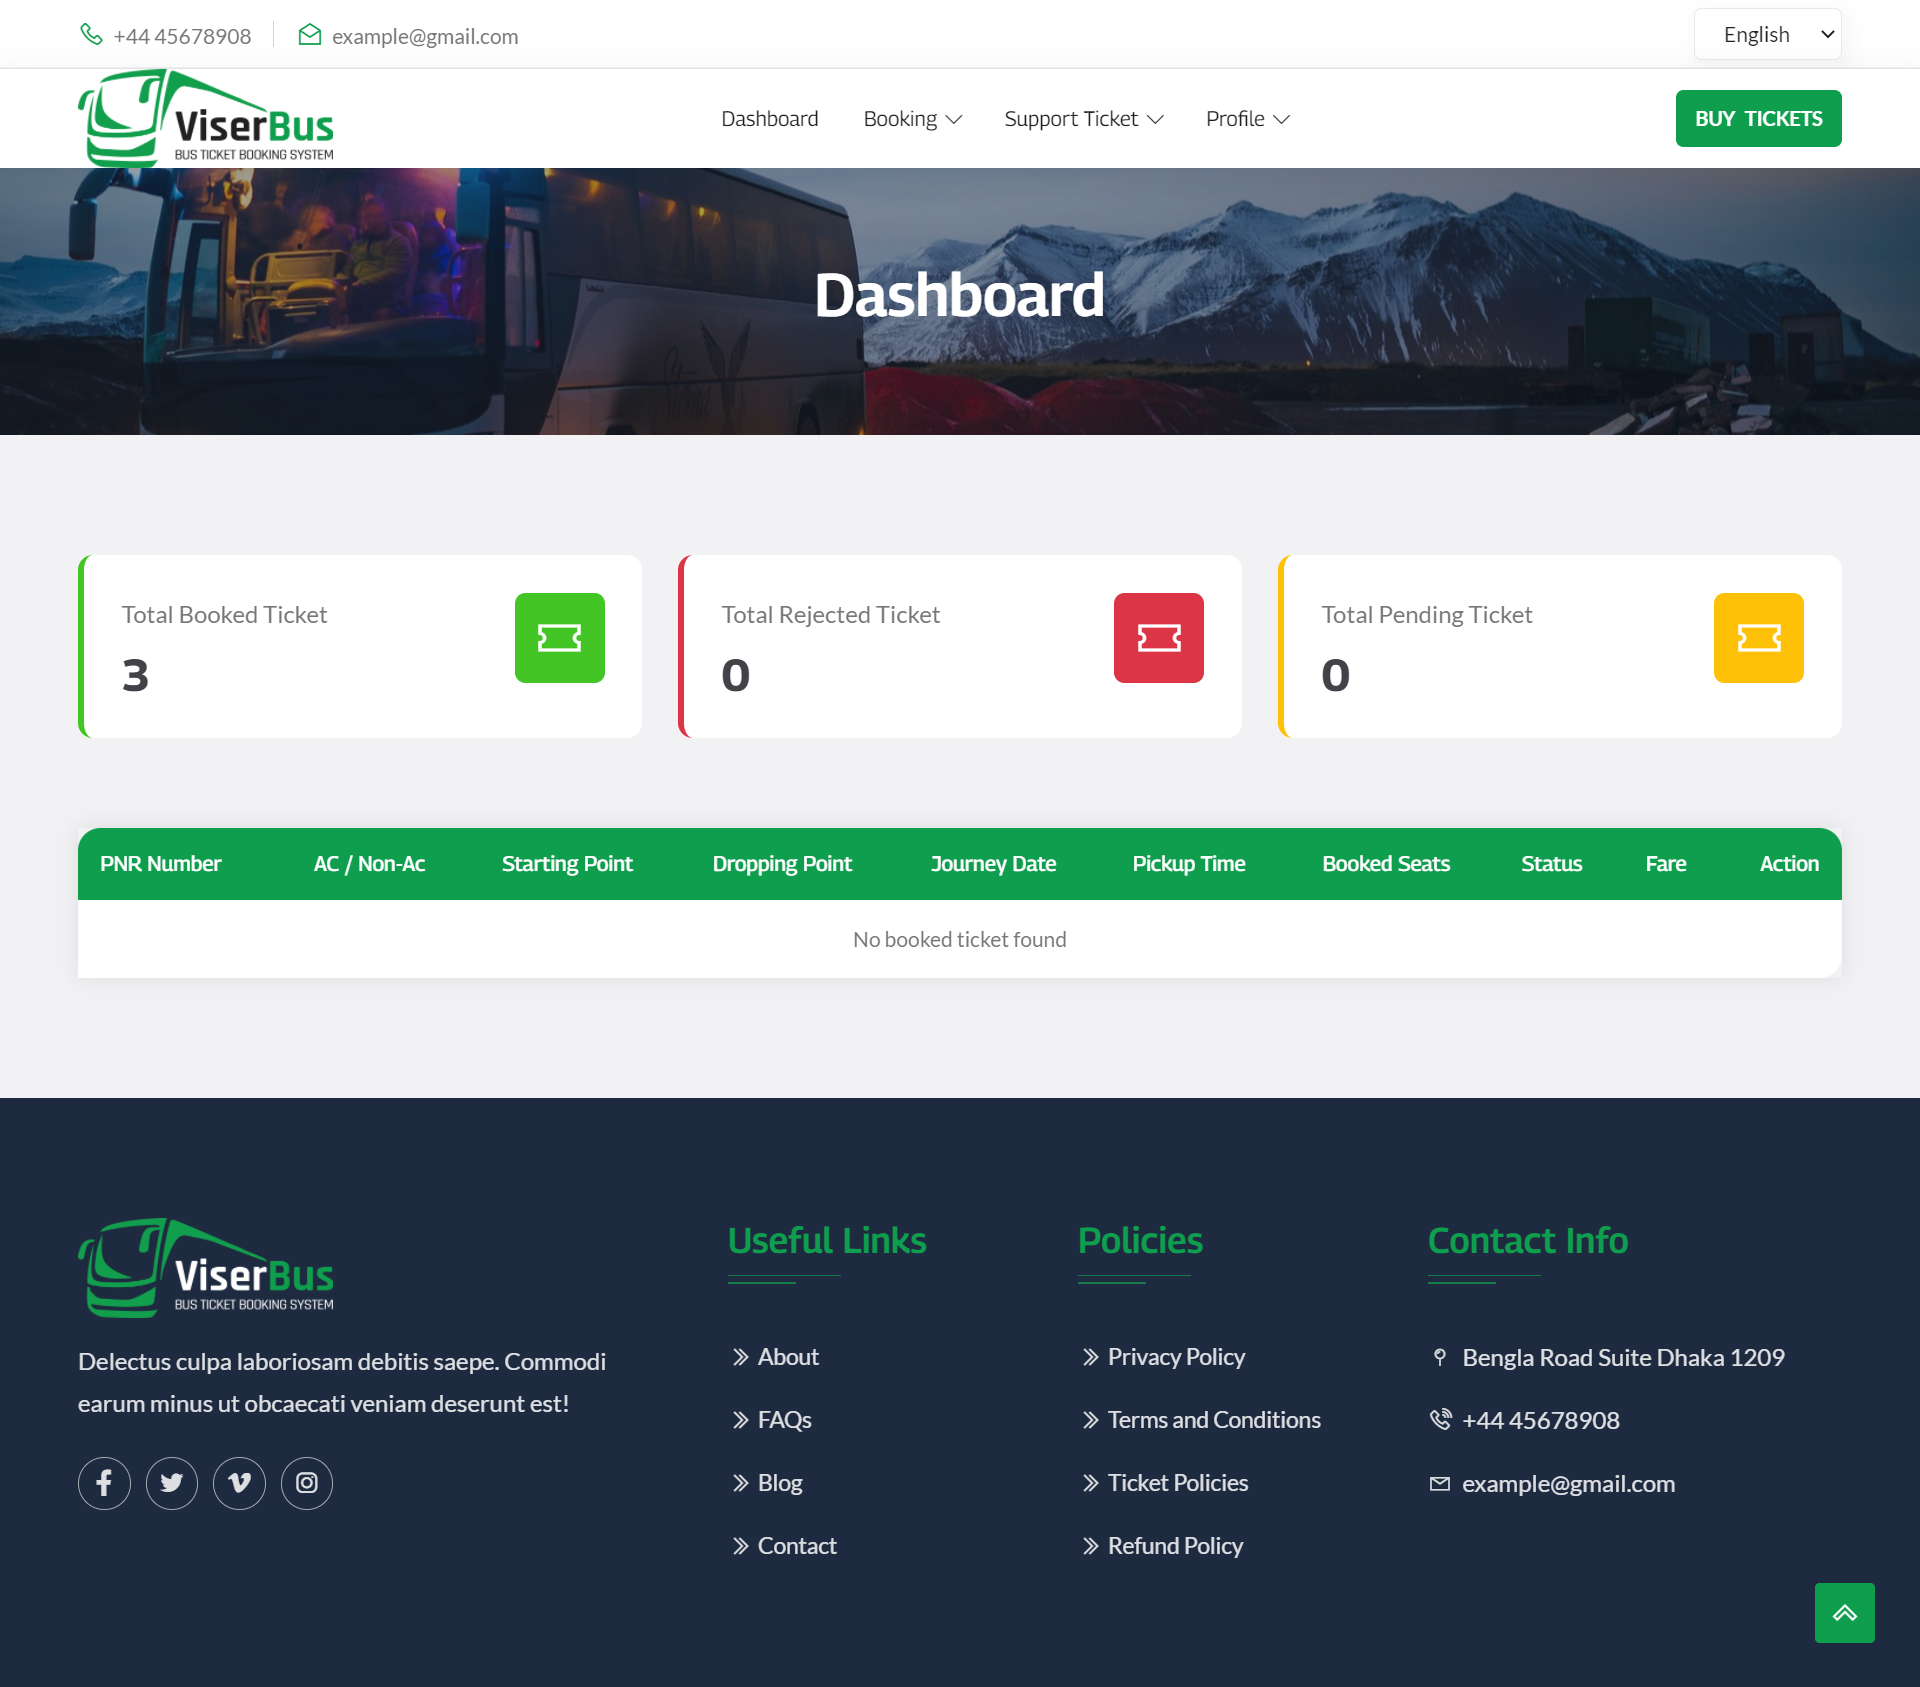 +44 45678908
example@gmail.com
English
ViserBus
BUS TICKET BOOKING SYSTEM
Dashboard
Booking
Support Ticket
Profile
BUY TICKETS
Dashboard
Total Booked Ticket
3
Total Rejected Ticket
0
Total Pending Ticket
0
PNR Number AC / Non-Ac Starting Point Dropping Point Journey Date Pickup Time Booked Seats Status Fare Action
No booked ticket found
ViserBus
BUS TICKET BOOKING SYSTEM
Delectus culpa laboriosam debitis saepe. Commodi
earum minus ut obcaecati veniam deserunt est!
Useful Links
About
FAQs
Blog
Contact
Policies
Privacy Policy
Terms and Conditions
Ticket Policies
Refund Policy
Contact Info
Bengla Road Suite Dhaka 1209
+44 45678908
example@gmail.com